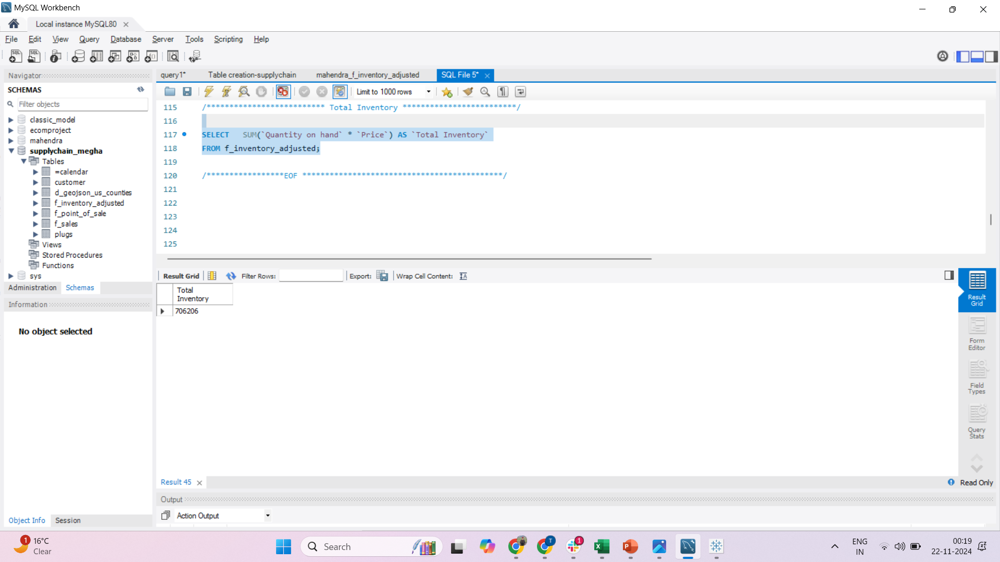 MySQL Workbench
Local instance MySQL80
File Edit View Query Database Server Tools Scripting Help
Navigator
query1* Table creation-supplychain mahendra_f_inventory_adjusted SQL File 5*
SCHEMAS
Limit to 1000 rows
Filter objects
classic_model
ecomproject
mahendra
supplychain_megha
Tables
=calendar
customer
d_geojson_us_counties
f_inventory_adjusted
f_point_of_sale
f_sales
plugs
Views
Stored Procedures
Functions
sys
Administration Schemas
115 /************************** Total Inventory *************************/
116
117 SELECT   SUM(`Quantity on hand` * `Price`) AS `Total Inventory`
118 FROM f_inventory_adjusted;
119
120 /*****************EOF ********************************************/
121
122
123
124
125
Result Grid Filter Rows: Export: Wrap Cell Content:
Total
Inventory
706206
Result
Grid
Form
Editor
Field
Types
Query
Stats
Information
No object selected
Result 45
Read Only
Output
Action Output
Object Info Session
1
16°C
Clear
Search
T
1
ENG
IN
00:19
22-11-2024